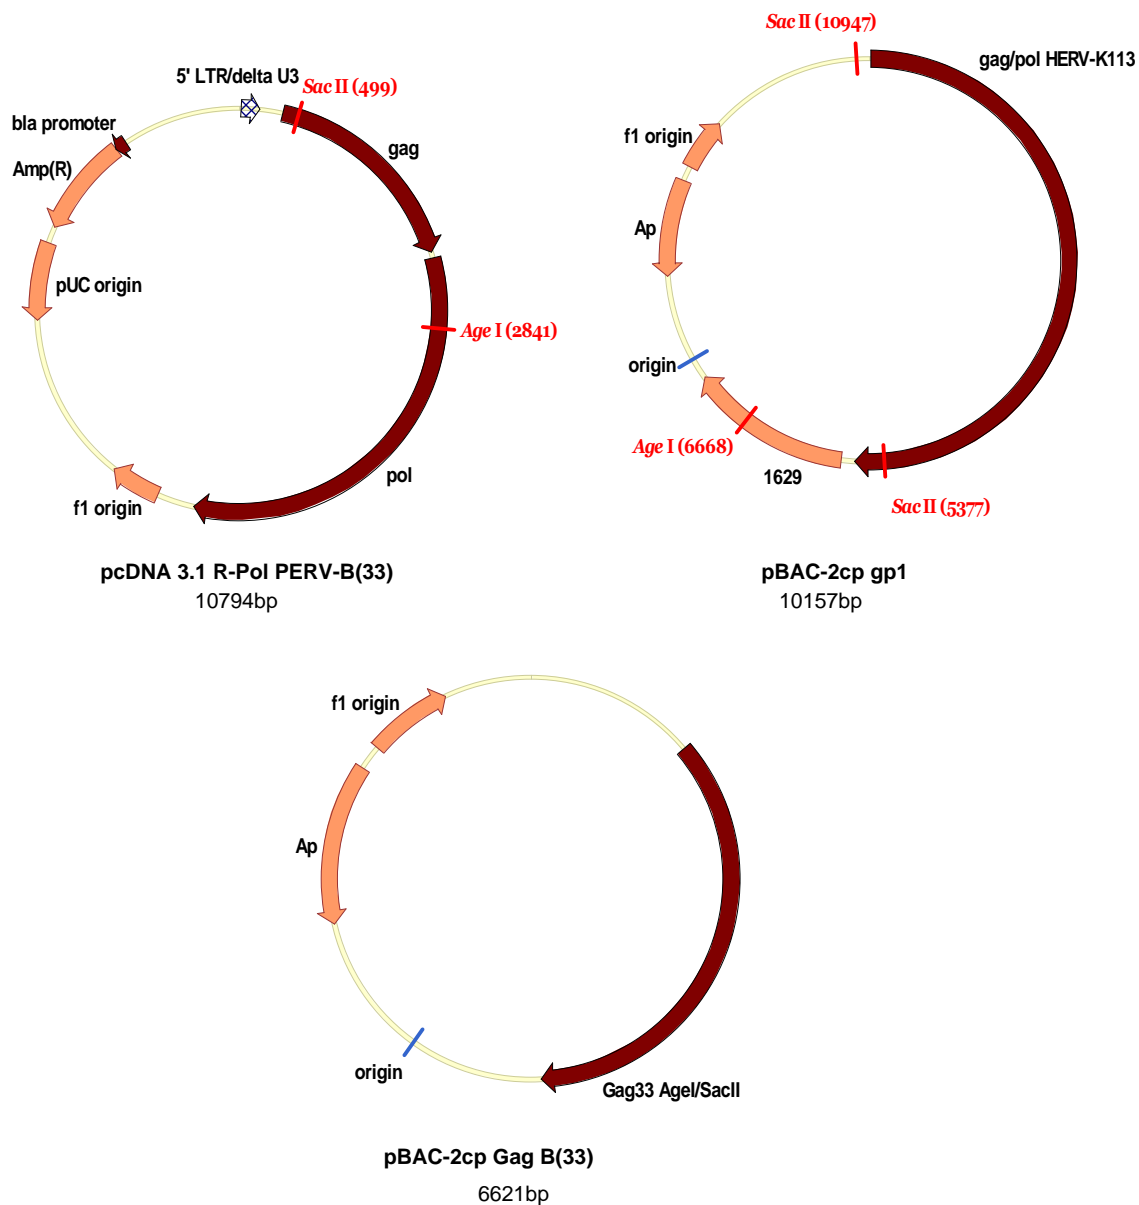 5' LTR/delta U3
Sac II (499)
bla promoter
gag
Amp(R)
pUC origin
Age I (2841)
pol
f1 origin
pcDNA 3.1 R-Pol PERV-B(33)
10794bp
Sac II (10947)
gag/pol HERV-K113
f1 origin
Ap
origin
Age I (6668)
1629
Sac II (5377)
pBAC-2cp gp1
10157bp
f1 origin
Ap
origin
Gag33 AgeI/SacII
pBAC-2cp Gag B(33)
6621bp